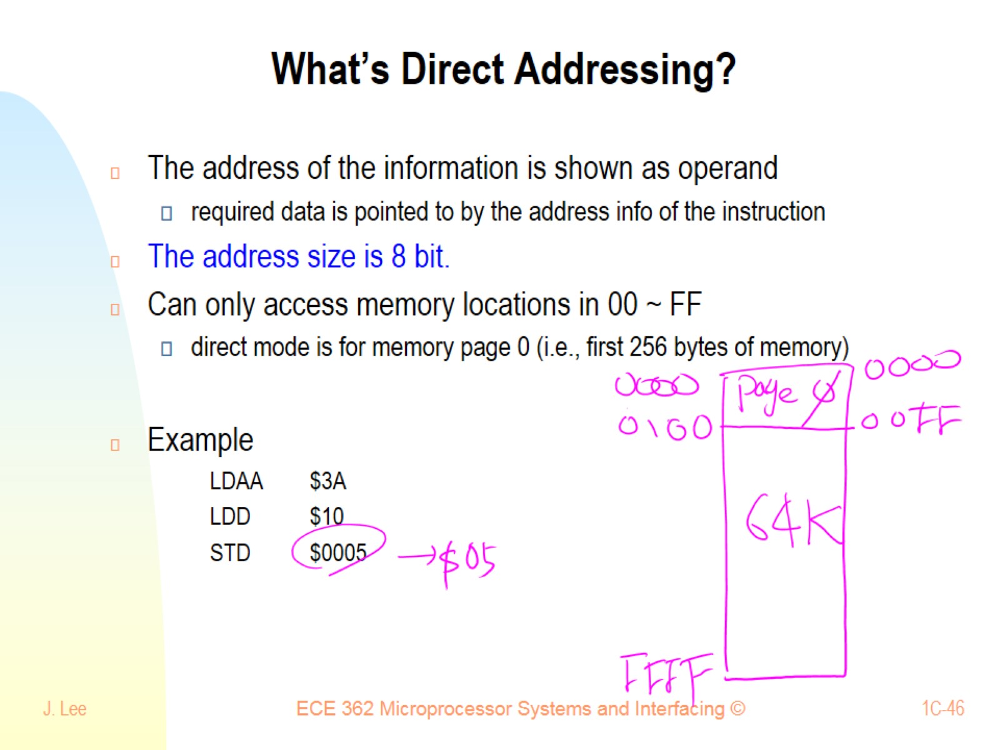 What's Direct Addressing?
The address of the information is shown as operand
required data is pointed to by the address info of the instruction
The address size is 8 bit.
Can only access memory locations in 00 ~ FF
direct mode is for memory page 0 (i.e., first 256 bytes of memory)
0000
0000 page 0
0100 00FF
Example
LDAA $3A
LDD $10
64K
STD $0005 →$05
FFFF
J. Lee ECE 362 Microprocessor Systems and Interfacing © 1C-46